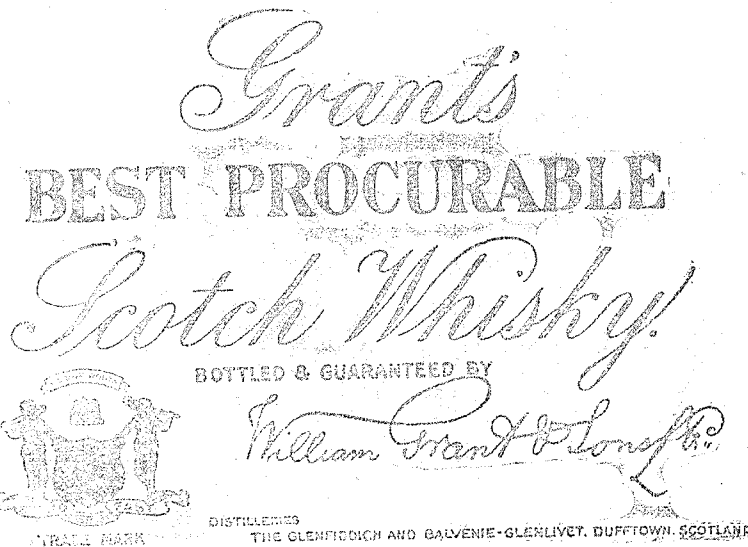 Grant's
BEST PROCURABLE
Scotch Whisky.
BOTTLED & GUARANTEED BY
William Grant & Sons Ltd.
TRADE MARK
DISTILLERIES
THE GLENFIDDICH AND BALVENIE-GLENLIVET. DUFFTOWN. SCOTLAND